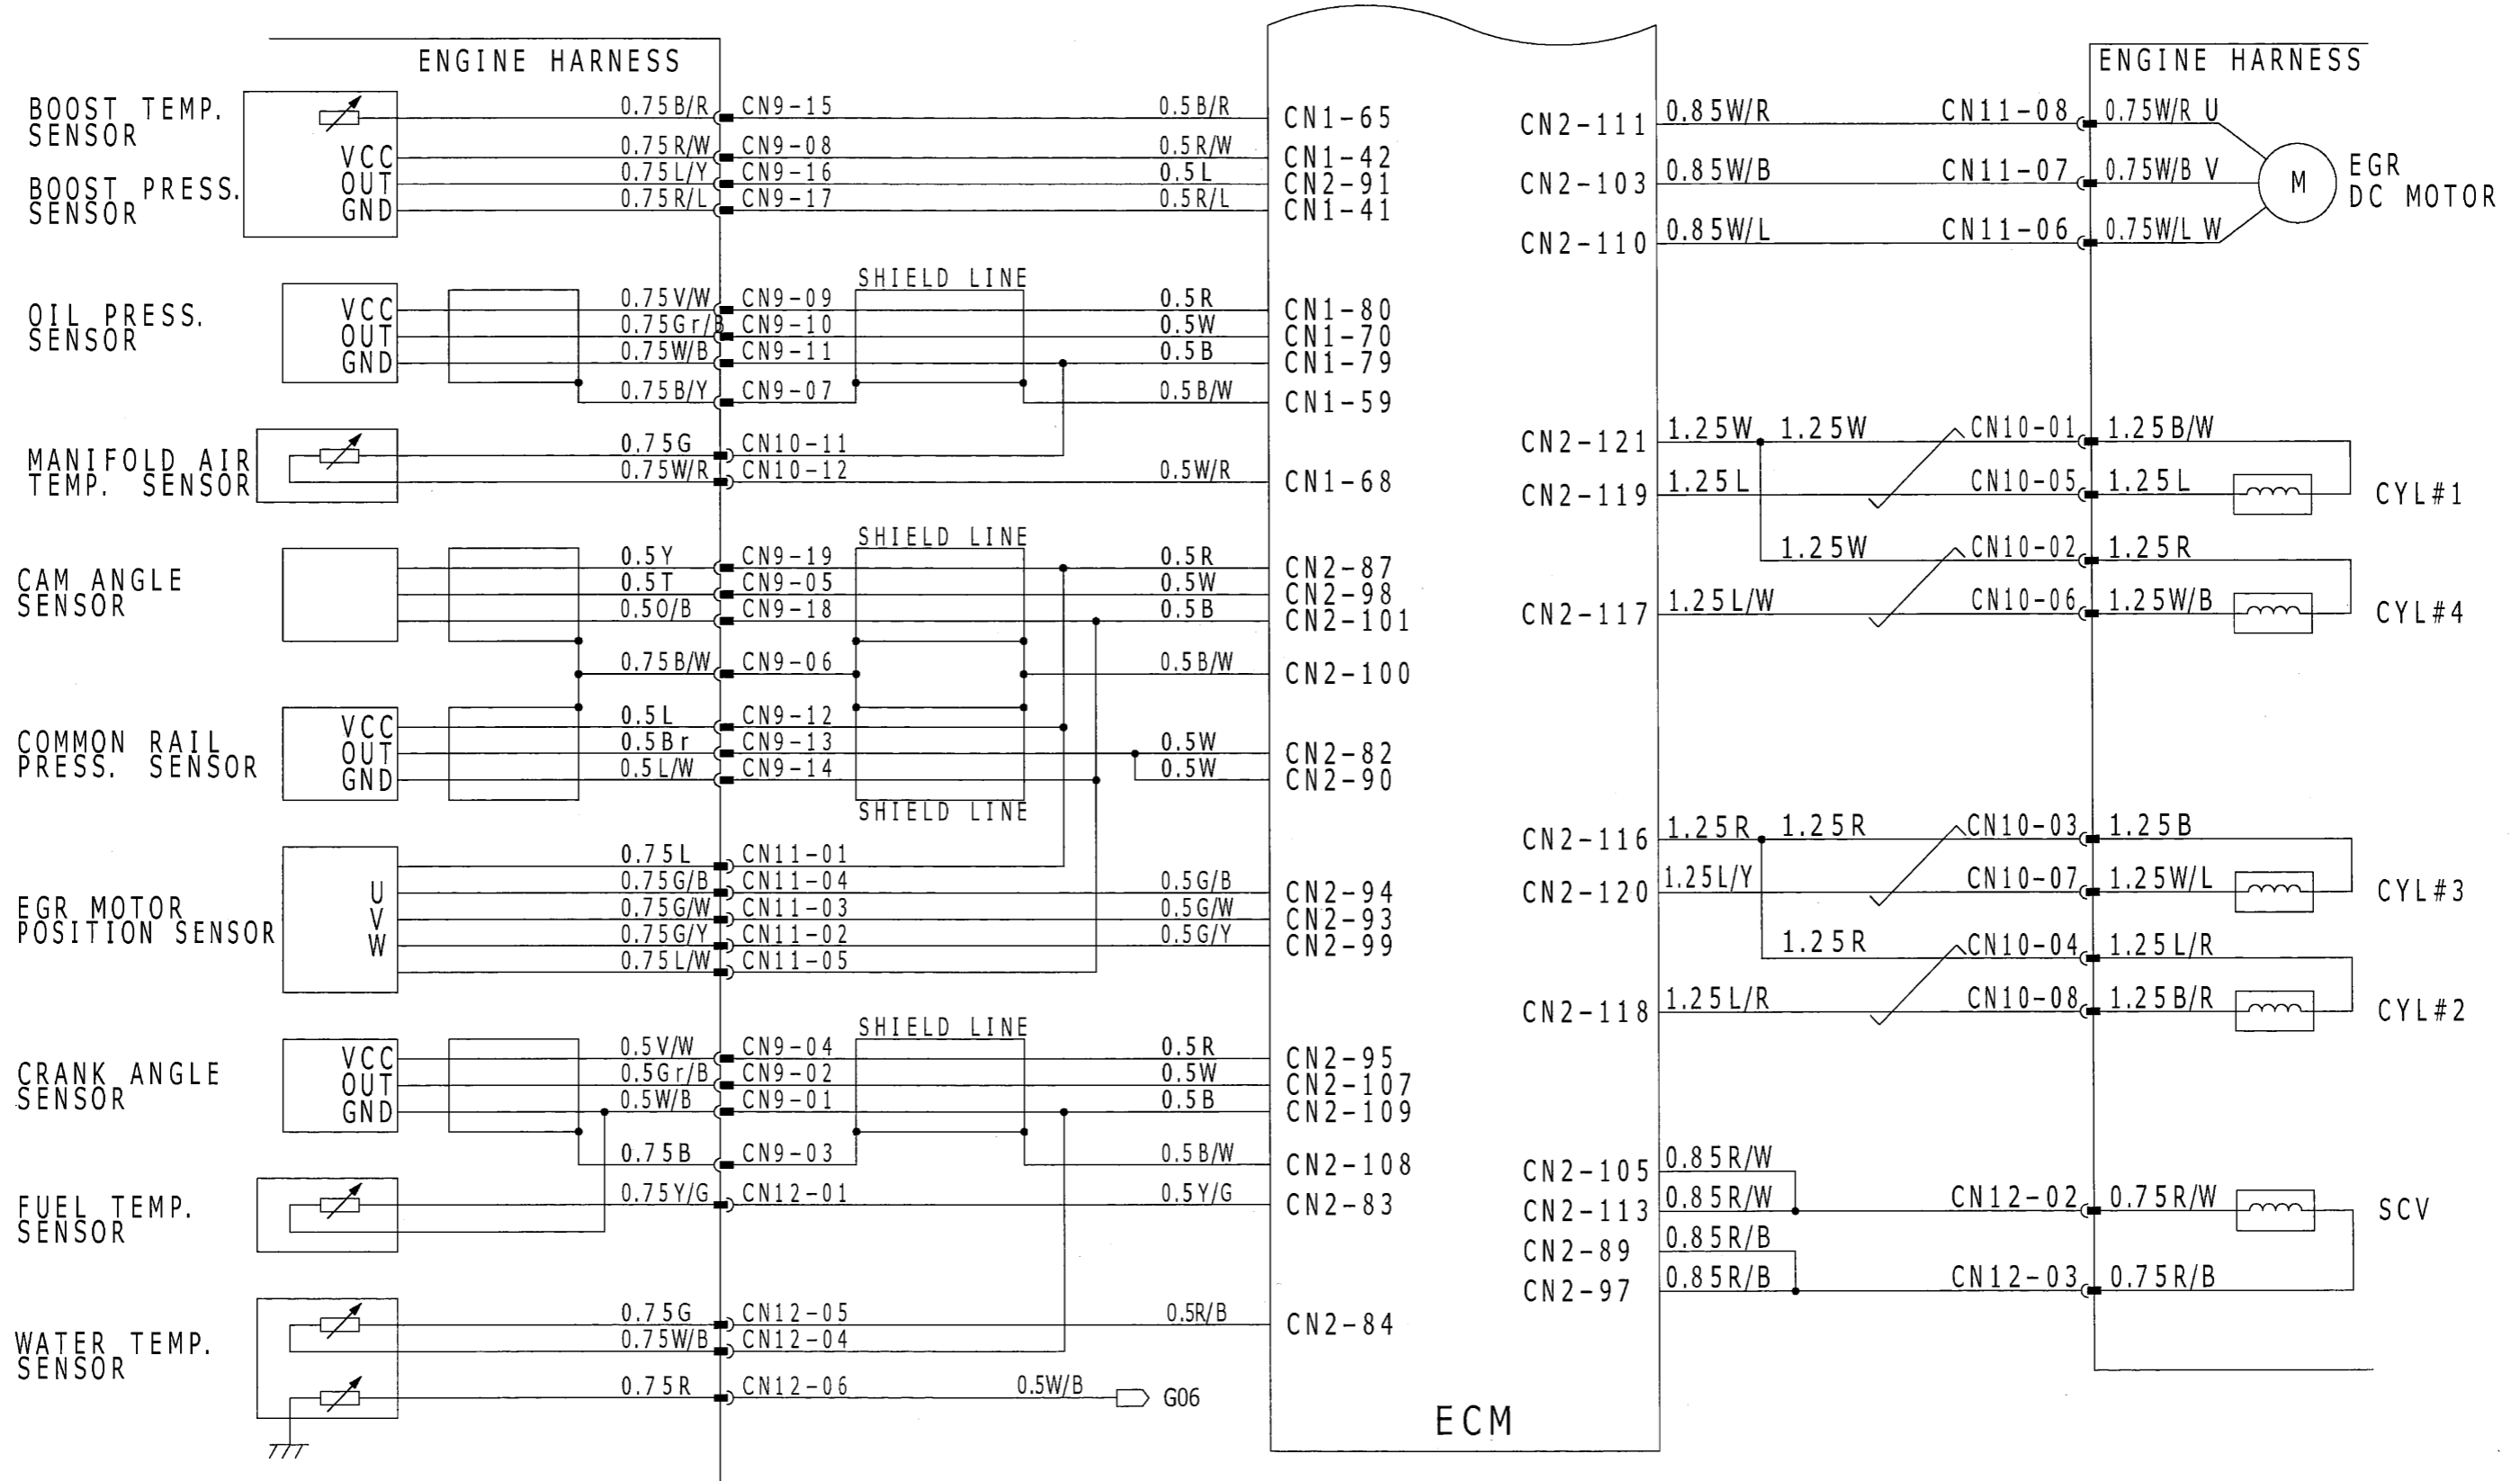 ENGINE HARNESS
BOOST TEMP.
SENSOR
BOOST PRESS.
SENSOR
VCC
OUT
GND
0.75B/R CN9-15 0.5B/R CN1-65
0.75R/W CN9-08 0.5R/W CN1-42
0.75L/Y CN9-16 0.5L CN2-91
0.75R/L CN9-17 0.5R/L CN1-41
OIL PRESS.
SENSOR
SHIELD LINE
VCC 0.75V/W CN9-09 0.5R CN1-80
OUT 0.75Gr/B CN9-10 0.5W CN1-70
GND 0.75W/B CN9-11 0.5B CN1-79
0.75B/Y CN9-07 0.5B/W CN1-59
MANIFOLD AIR
TEMP. SENSOR
0.75G CN10-11
0.75W/R CN10-12 0.5W/R CN1-68
CAM ANGLE
SENSOR
SHIELD LINE
0.5Y CN9-19 0.5R CN2-87
0.5T CN9-05 0.5W CN2-98
0.5O/B CN9-18 0.5B CN2-101
0.75B/W CN9-06 0.5B/W CN2-100
COMMON RAIL
PRESS. SENSOR
VCC 0.5L CN9-12
OUT 0.5Br CN9-13 0.5W CN2-82
GND 0.5L/W CN9-14 0.5W CN2-90
SHIELD LINE
EGR MOTOR
POSITION SENSOR
0.75L CN11-01
U 0.75G/B CN11-04 0.5G/B CN2-94
V 0.75G/W CN11-03 0.5G/W CN2-93
W 0.75G/Y CN11-02 0.5G/Y CN2-99
0.75L/W CN11-05
CRANK ANGLE
SENSOR
SHIELD LINE
VCC 0.5V/W CN9-04 0.5R CN2-95
OUT 0.5Gr/B CN9-02 0.5W CN2-107
GND 0.5W/B CN9-01 0.5B CN2-109
0.75B CN9-03 0.5B/W CN2-108
FUEL TEMP.
SENSOR
0.75Y/G CN12-01 0.5Y/G CN2-83
WATER TEMP.
SENSOR
0.75G CN12-05 0.5R/B CN2-84
0.75W/B CN12-04
0.75R CN12-06 0.5W/B G06
ECM
ENGINE HARNESS
CN2-111 0.85W/R CN11-08 0.75W/R U
CN2-103 0.85W/B CN11-07 0.75W/B V
CN2-110 0.85W/L CN11-06 0.75W/L W
M
EGR
DC MOTOR
CN2-121 1.25W 1.25W CN10-01 1.25B/W
CN2-119 1.25L CN10-05 1.25L CYL#1
1.25W CN10-02 1.25R
CN2-117 1.25L/W CN10-06 1.25W/B CYL#4
CN2-116 1.25R 1.25R CN10-03 1.25B
CN2-120 1.25L/Y CN10-07 1.25W/L CYL#3
1.25R CN10-04 1.25L/R
CN2-118 1.25L/R CN10-08 1.25B/R CYL#2
CN2-105 0.85R/W
CN2-113 0.85R/W CN12-02 0.75R/W SCV
CN2-89 0.85R/B
CN2-97 0.85R/B CN12-03 0.75R/B